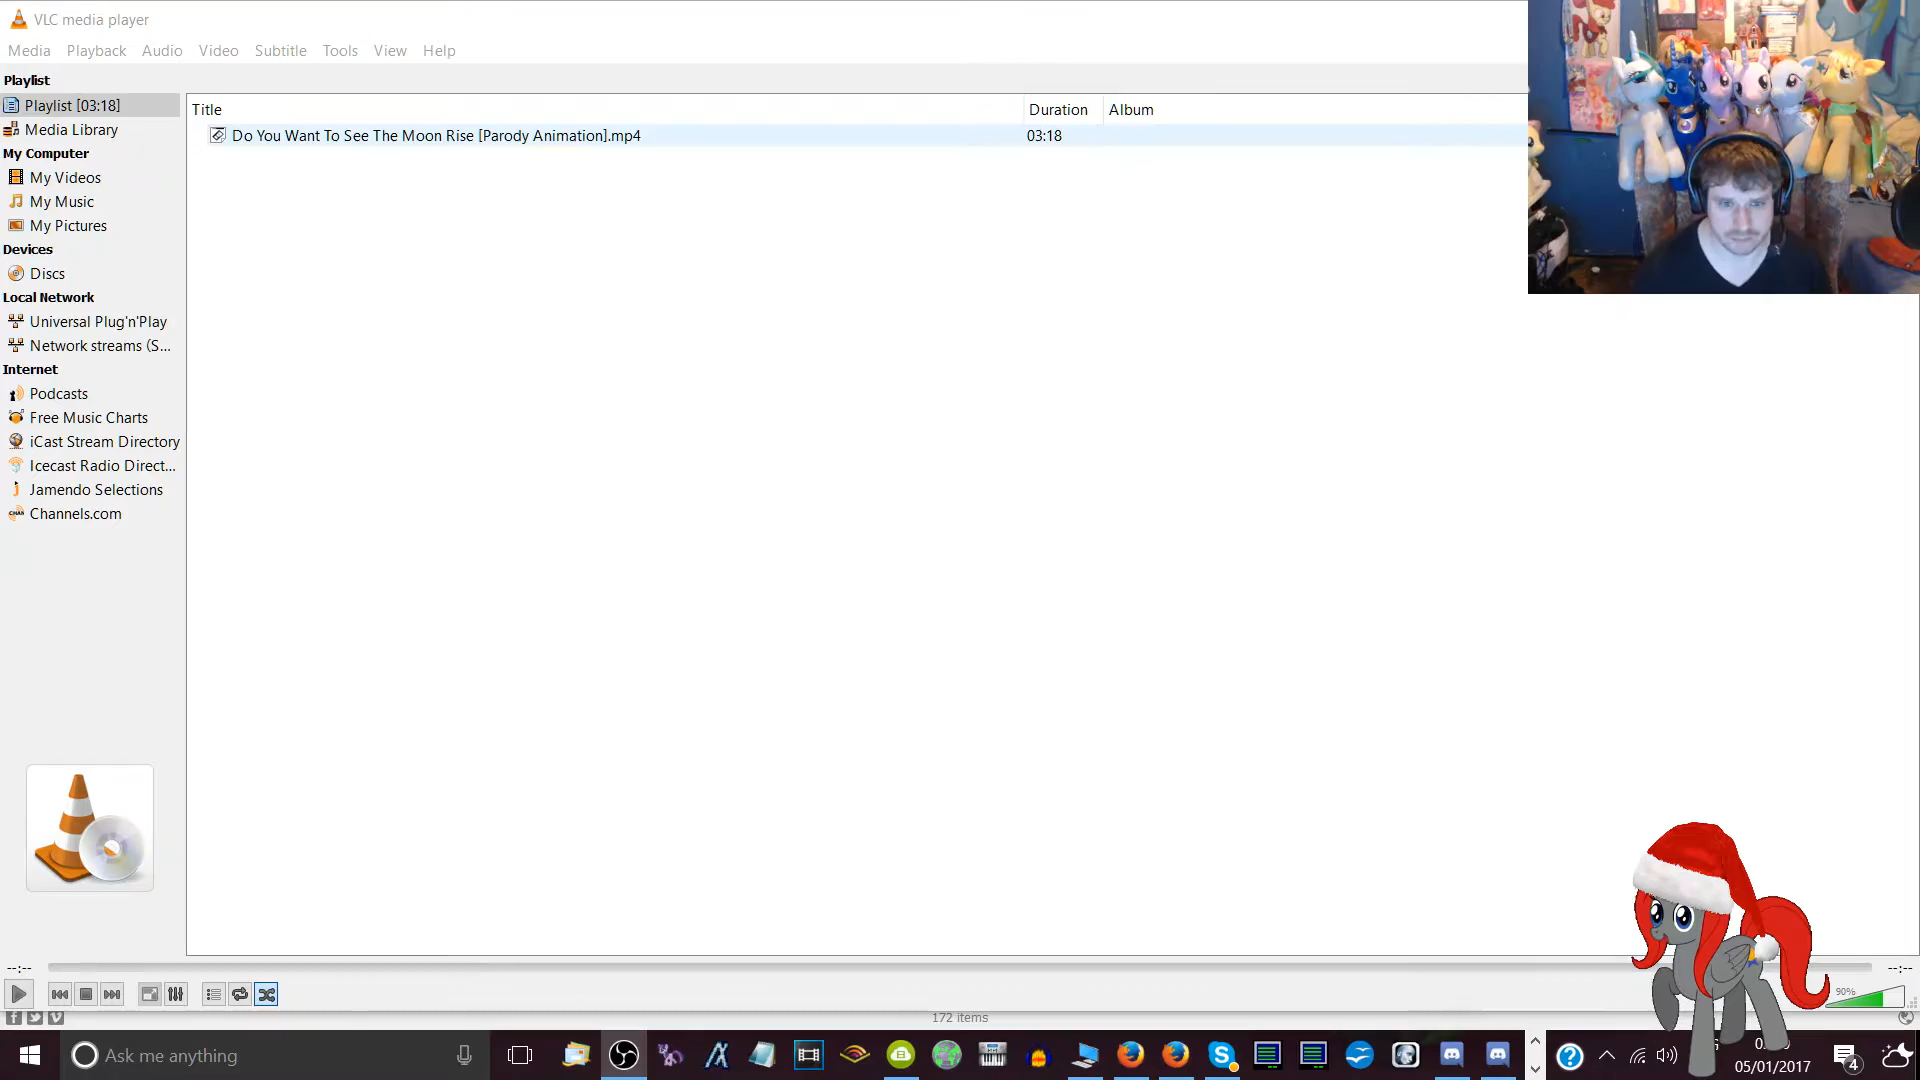 VLC media player
Media Playback Audio Video Subtitle Tools View Help
Playlist
Playlist [03:18]
Media Library
My Computer
My Videos
My Music
My Pictures
Devices
Discs
Local Network
Universal Plug'n'Play
Network streams (S...
Internet
Podcasts
Free Music Charts
iCast Stream Directory
Icecast Radio Direct...
Jamendo Selections
Channels.com
Title Duration Album
Do You Want To See The Moon Rise [Parody Animation].mp4 03:18
--:-- --:--
90%
172 items
Ask me anything
05/01/2017
4